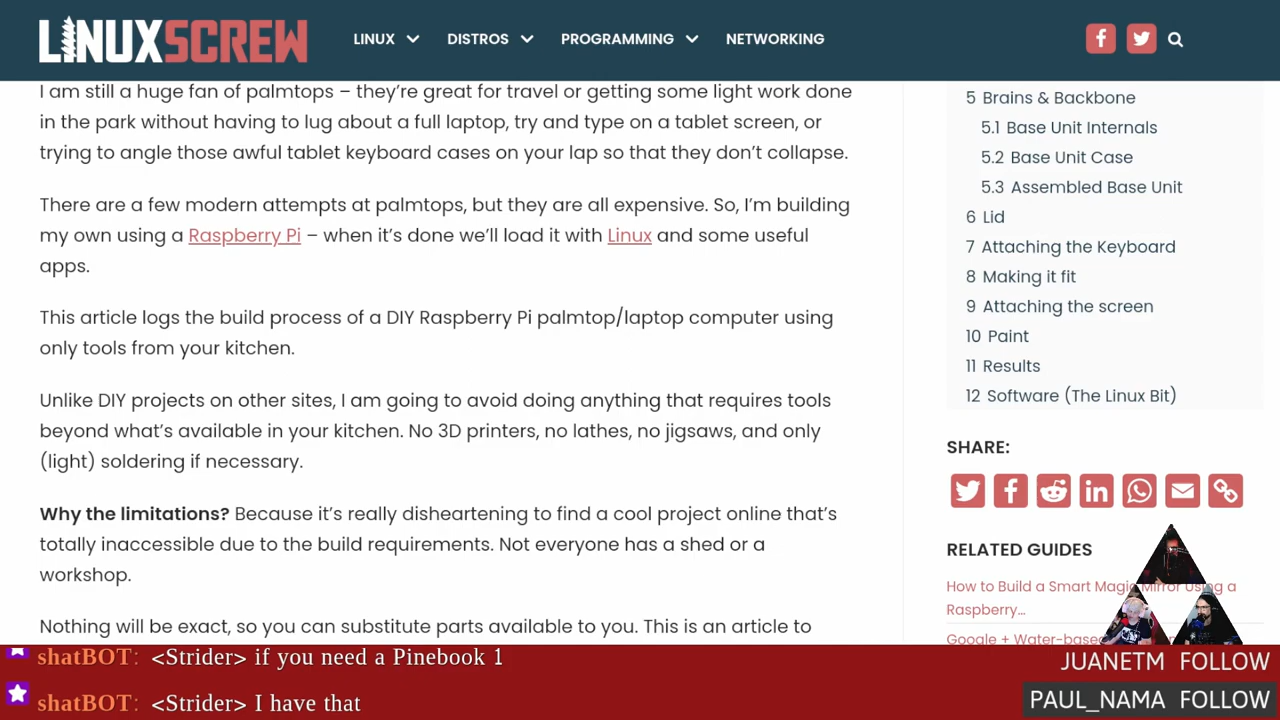 LINUXSCREW
LINUX
DISTROS
PROGRAMMING
NETWORKING
I am still a huge fan of palmtops – they're great for travel or getting some light work done
in the park without having to lug about a full laptop, try and type on a tablet screen, or
trying to angle those awful tablet keyboard cases on your lap so that they don't collapse.
There are a few modern attempts at palmtops, but they are all expensive. So, I'm building
my own using a Raspberry Pi – when it's done we'll load it with Linux and some useful
apps.
This article logs the build process of a DIY Raspberry Pi palmtop/laptop computer using
only tools from your kitchen.
Unlike DIY projects on other sites, I am going to avoid doing anything that requires tools
beyond what's available in your kitchen. No 3D printers, no lathes, no jigsaws, and only
(light) soldering if necessary.
Why the limitations? Because it's really disheartening to find a cool project online that's
totally inaccessible due to the build requirements. Not everyone has a shed or a
workshop.
Nothing will be exact, so you can substitute parts available to you. This is an article to
5 Brains & Backbone
5.1 Base Unit Internals
5.2 Base Unit Case
5.3 Assembled Base Unit
6 Lid
7 Attaching the Keyboard
8 Making it fit
9 Attaching the screen
10 Paint
11 Results
12 Software (The Linux Bit)
SHARE:
RELATED GUIDES
How to Build a Smart Magic Mirror Using a
Raspberry…
Google + Water-based
shatBOT: <Strider> if you need a Pinebook 1
shatBOT: <Strider> I have that
JUANETM FOLLOW
PAUL_NAMA FOLLOW